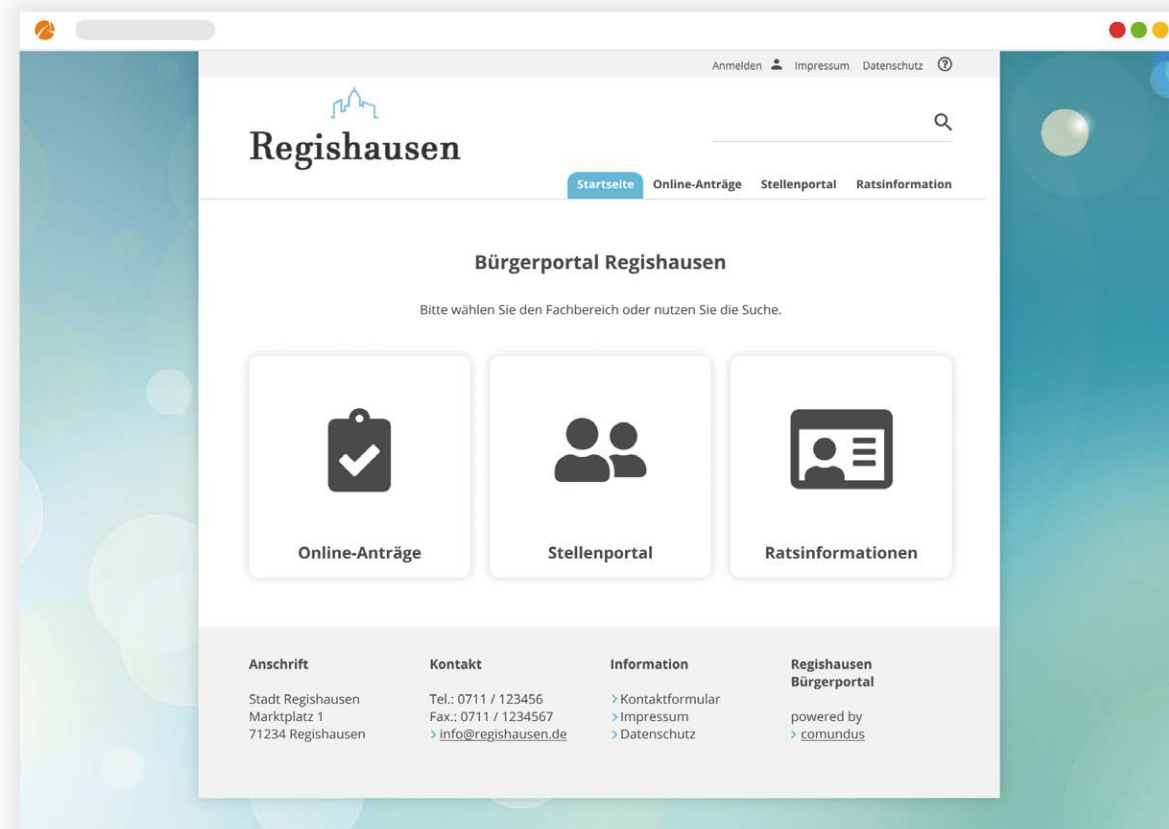 Anmelden Impressum Datenschutz ?
Regishausen
Startseite Online-Anträge Stellenportal Ratsinformation
Bürgerportal Regishausen
Bitte wählen Sie den Fachbereich oder nutzen Sie die Suche.
Online-Anträge
Stellenportal
Ratsinformationen
Anschrift
Stadt Regishausen
Marktplatz 1
71234 Regishausen
Kontakt
Tel.: 0711 / 123456
Fax.: 0711 / 1234567
> info@regishausen.de
Information
> Kontaktformular
> Impressum
> Datenschutz
Regishausen
Bürgerportal
powered by
> comundus